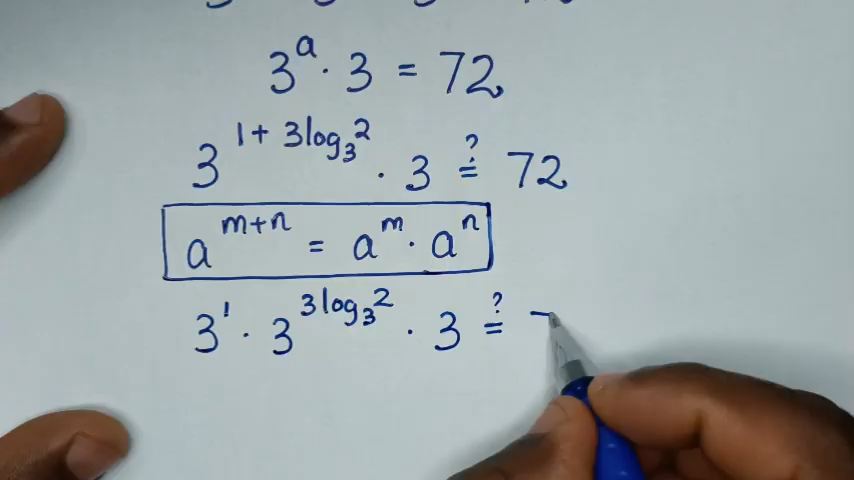 3^a · 3 = 72
3^{1 + 3log_3 2} · 3 ≟ 72
a^{m+n} = a^m · a^n
3^1 · 3^{3log_3 2} · 3 ≟